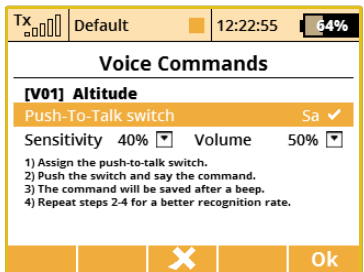 Tx Default 12:22:55 64%
Voice Commands
[V01] Altitude
Push-To-Talk switch Sa ✓
Sensitivity 40% Volume 50%
1) Assign the push-to-talk switch.
2) Push the switch and say the command.
3) The command will be saved after a beep.
4) Repeat steps 2-4 for a better recognition rate.
Ok